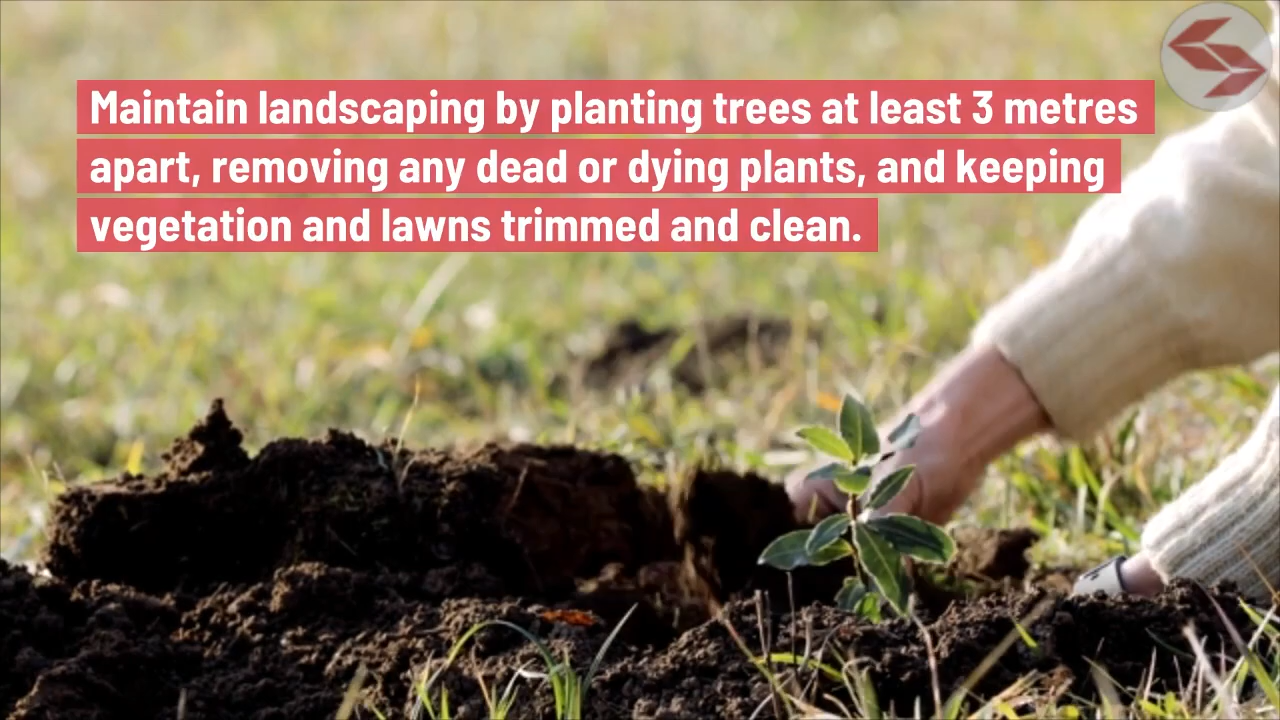 Maintain landscaping by planting trees at least 3 metres
apart, removing any dead or dying plants, and keeping
vegetation and lawns trimmed and clean.